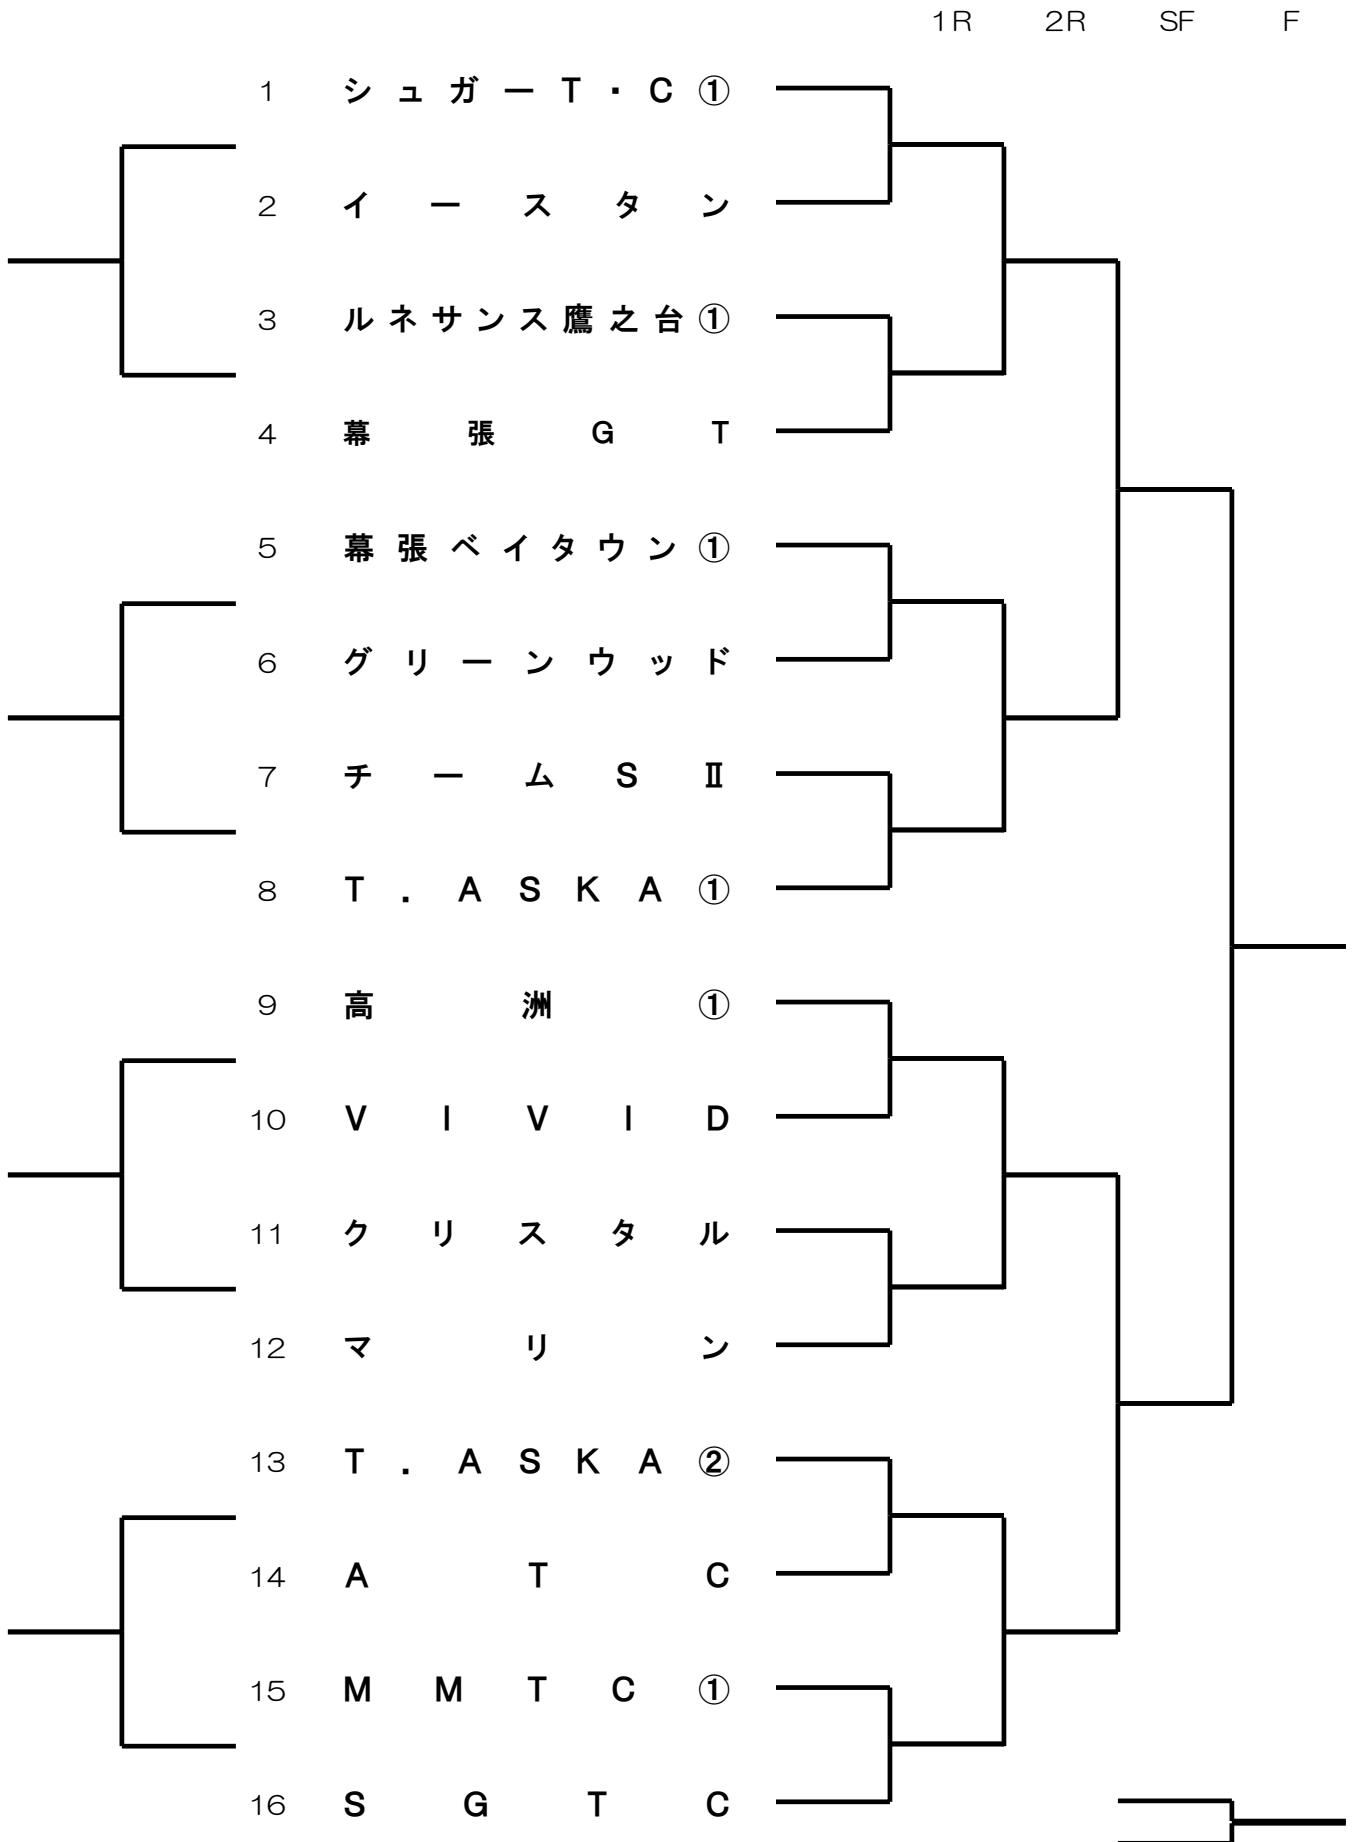 1R 2R SF F
1 シュガーT・C①
2 イースタン
3 ルネサンス鷹之台①
4 幕張GT
5 幕張ベイタウン①
6 グリーンウッド
7 チームSⅡ
8 T.ASKA①
9 高洲①
10 VIVID
11 クリスタル
12 マリン
13 T.ASKA②
14 ATC
15 MMTC①
16 SGTC